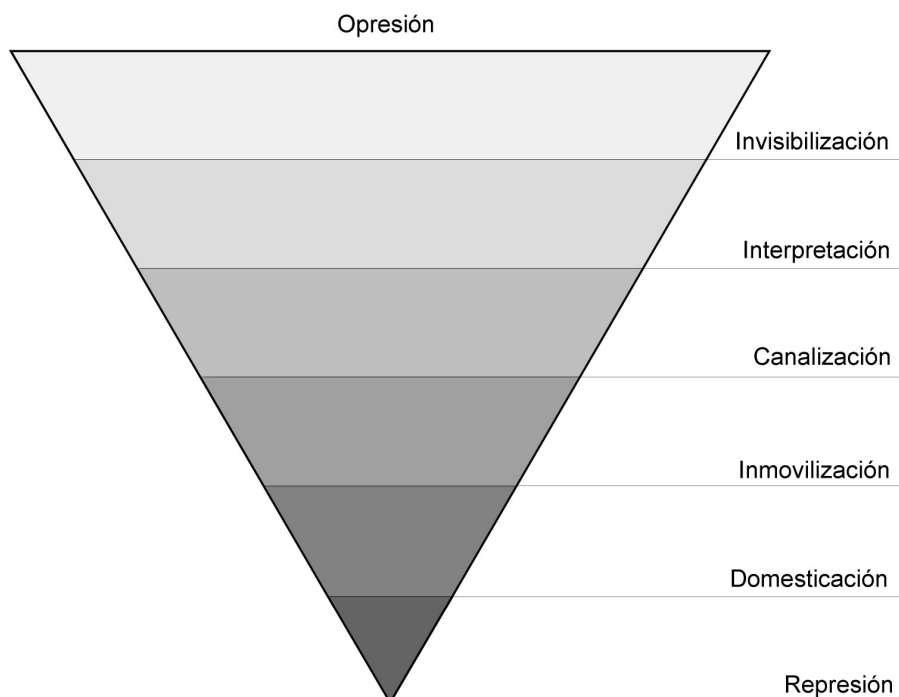 Opresión
Invisibilización
Interpretación
Canalización
Inmovilización
Domesticación
Represión